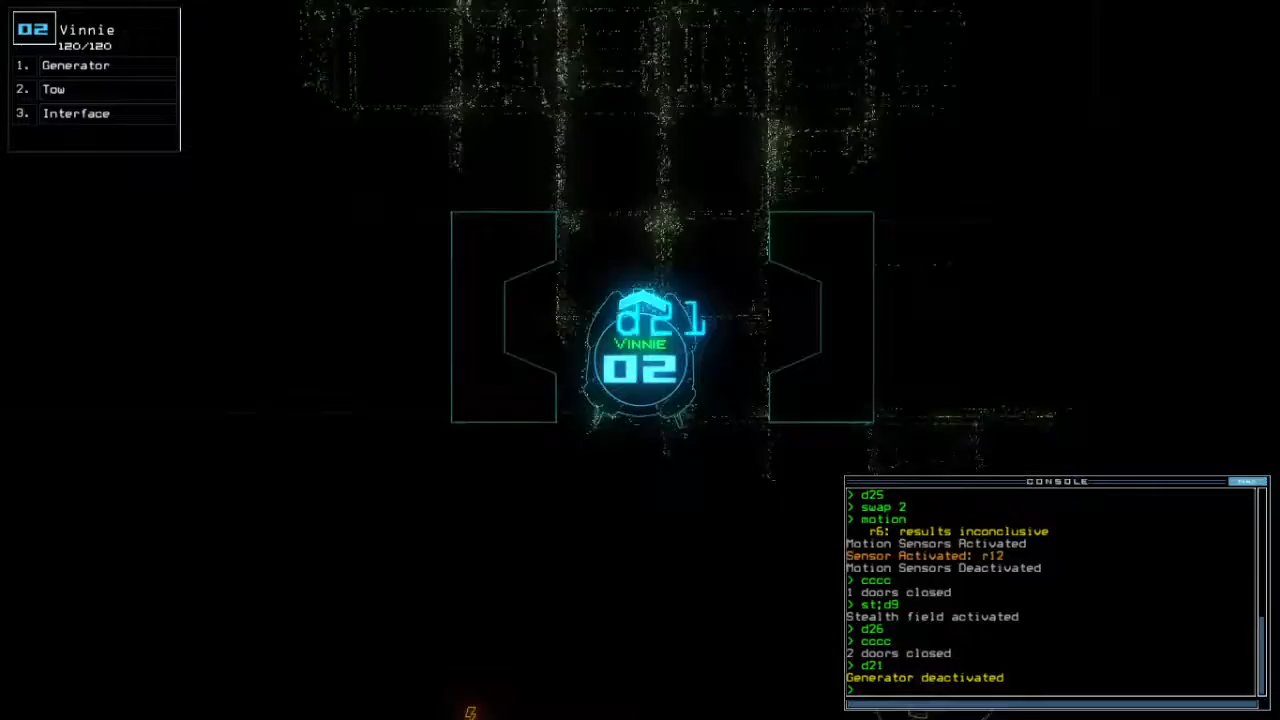 02 Vinnie
120/120
1. Generator
2. Tow
3. Interface
d21
VINNIE
02
CONSOLE
> d25
> swap 2
> motion
r6: results inconclusive
Motion Sensors Activated
Sensor Activated: r12
Motion Sensors Deactivated
> cccc
1 doors closed
> st;d9
Stealth field activated
> d26
> cccc
2 doors closed
> d21
Generator deactivated
>